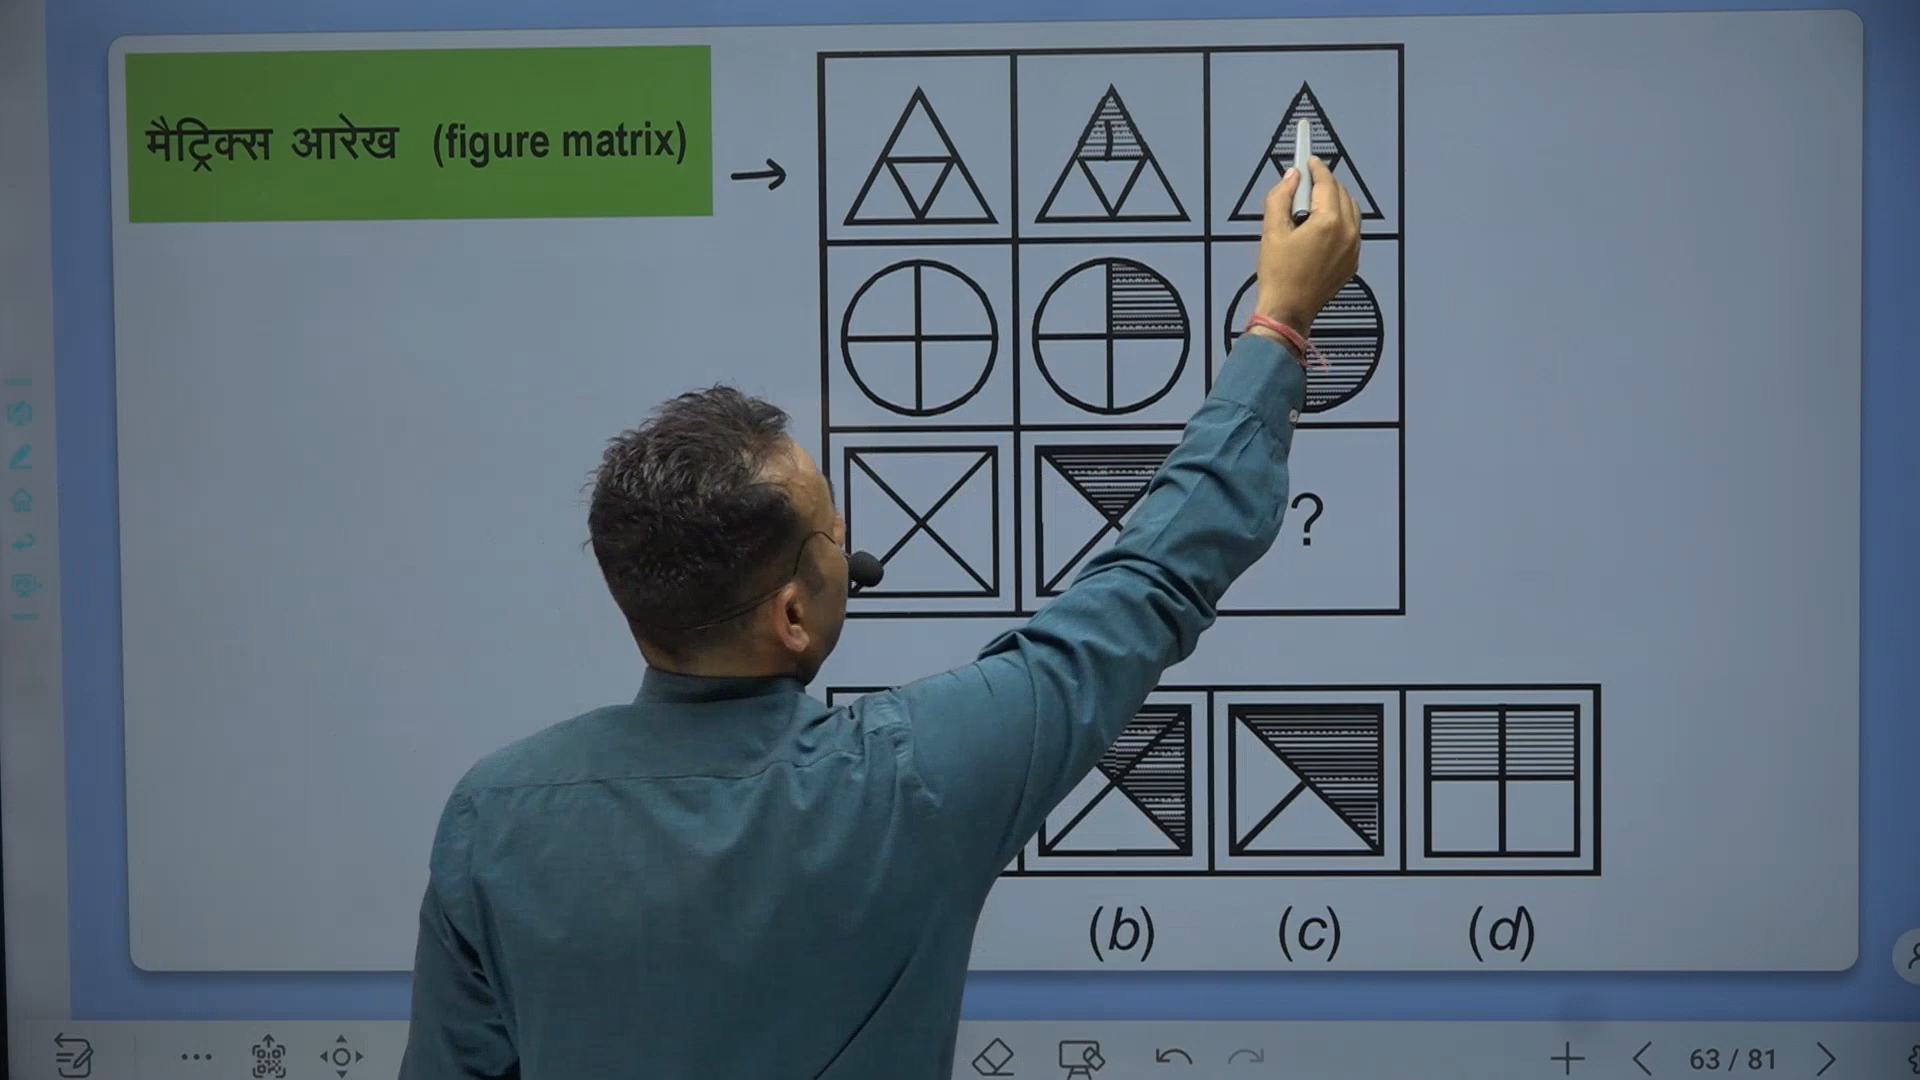 मैट्रिक्स आरेख (figure matrix)
?
(b) (c) (d)
63 / 81